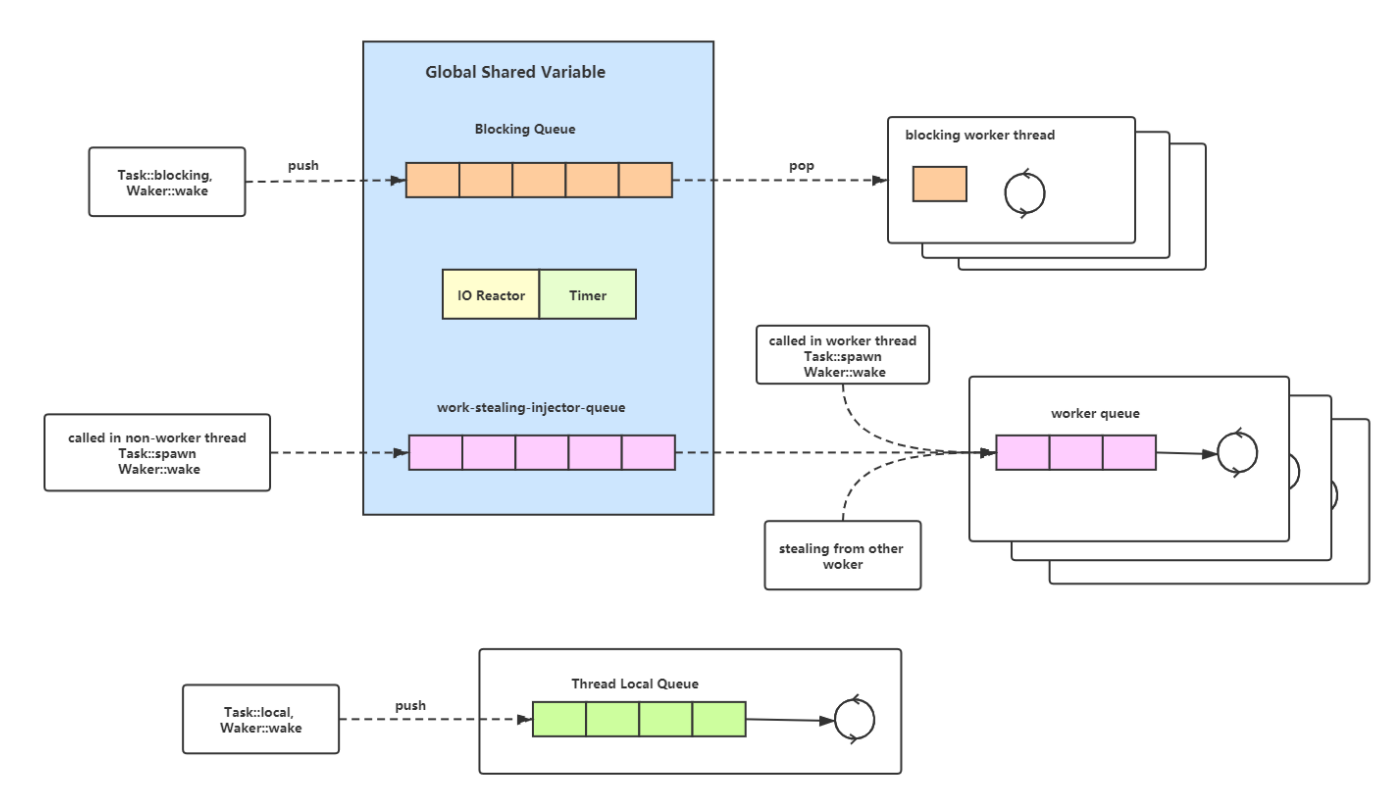 Global Shared Variable
Blocking Queue
Task::blocking,
Waker::wake
push
pop
blocking worker thread
IO Reactor
Timer
called in worker thread
Task::spawn
Waker::wake
work-stealing-injector-queue
called in non-worker thread
Task::spawn
Waker::wake
worker queue
stealing from other
woker
Thread Local Queue
Task::local,
Waker::wake
push